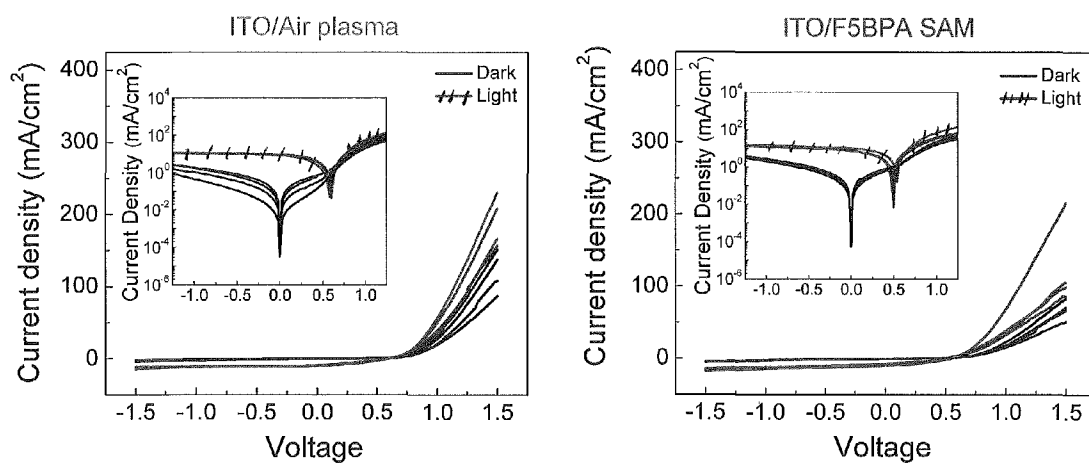 ITO/Air plasma
400
300
200
100
0
Current density (mA/cm²)
-1.5 -1.0 -0.5 0.0 0.5 1.0 1.5
Voltage
Dark
Light
Current Density (mA/cm²)
10⁴
10²
10⁰
10⁻²
10⁻⁴
10⁻⁶
-1.0 -0.5 0.0 0.5 1.0
ITO/F5BPA SAM
400
300
200
100
0
Current density (mA/cm²)
-1.5 -1.0 -0.5 0.0 0.5 1.0 1.5
Voltage
Dark
Light
Current Density (mA/cm²)
10⁴
10²
10⁰
10⁻²
10⁻⁴
10⁻⁶
-1.0 -0.5 0.0 0.5 1.0